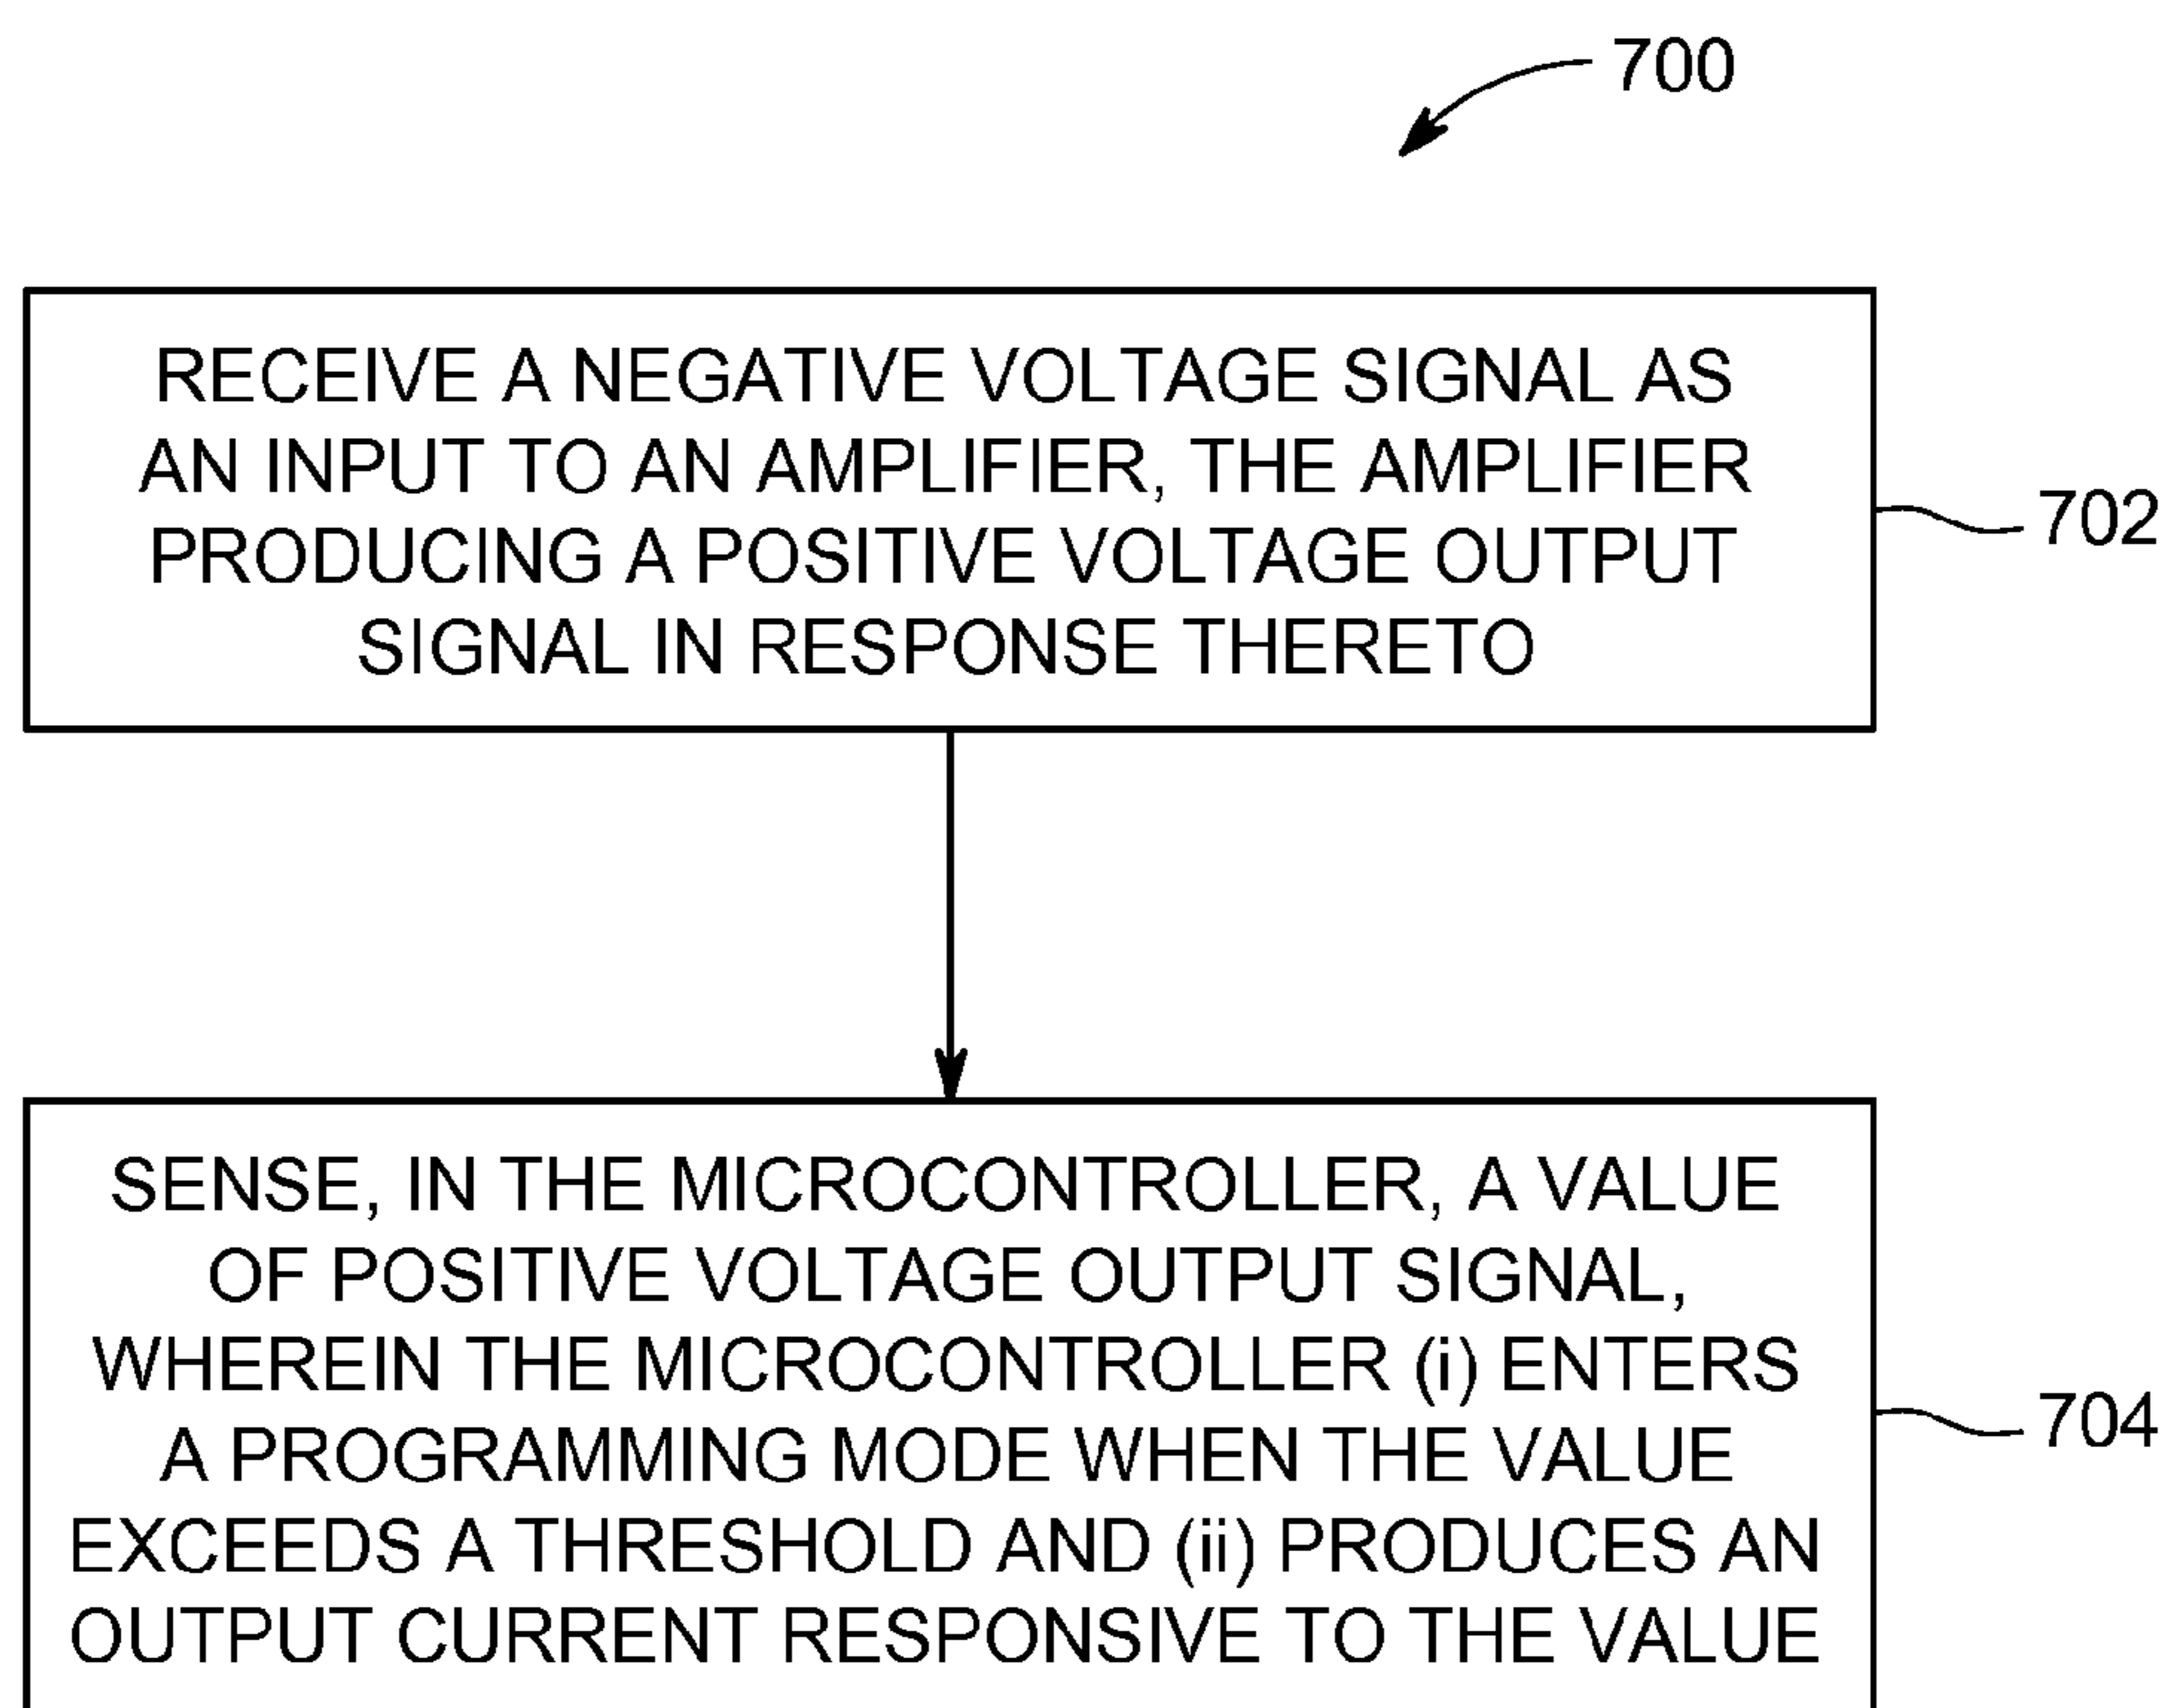 700
RECEIVE A NEGATIVE VOLTAGE SIGNAL AS
AN INPUT TO AN AMPLIFIER, THE AMPLIFIER
PRODUCING A POSITIVE VOLTAGE OUTPUT
SIGNAL IN RESPONSE THERETO
702
SENSE, IN THE MICROCONTROLLER, A VALUE
OF POSITIVE VOLTAGE OUTPUT SIGNAL,
WHEREIN THE MICROCONTROLLER (i) ENTERS
A PROGRAMMING MODE WHEN THE VALUE
EXCEEDS A THRESHOLD AND (ii) PRODUCES AN
OUTPUT CURRENT RESPONSIVE TO THE VALUE
704